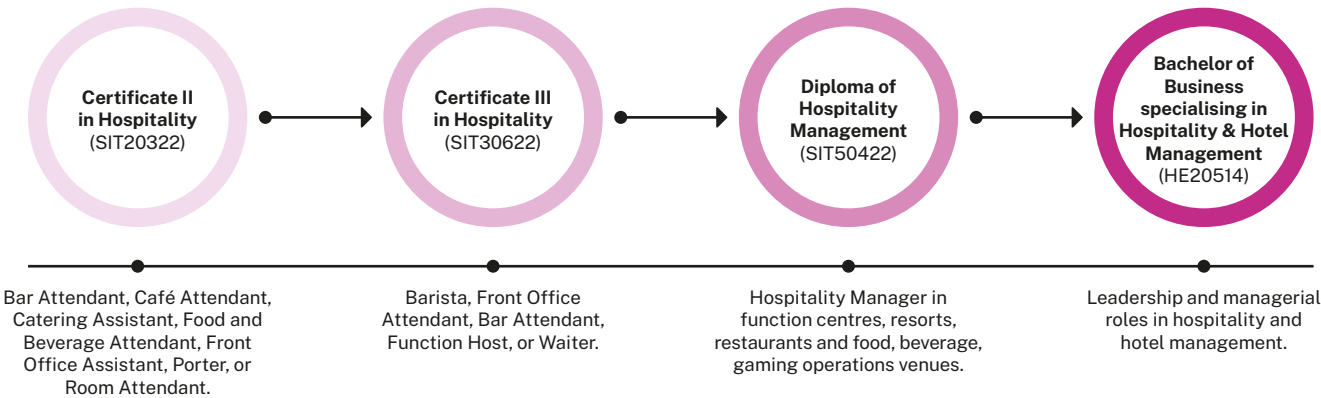 Certificate II
in Hospitality
(SIT20322)
Certificate III
in Hospitality
(SIT30622)
Diploma of
Hospitality
Management
(SIT50422)
Bachelor of
Business
specialising in
Hospitality & Hotel
Management
(HE20514)
Bar Attendant, Café Attendant,
Catering Assistant, Food and
Beverage Attendant, Front
Office Assistant, Porter, or
Room Attendant.
Barista, Front Office
Attendant, Bar Attendant,
Function Host, or Waiter.
Hospitality Manager in
function centres, resorts,
restaurants and food, beverage,
gaming operations venues.
Leadership and managerial
roles in hospitality and
hotel management.